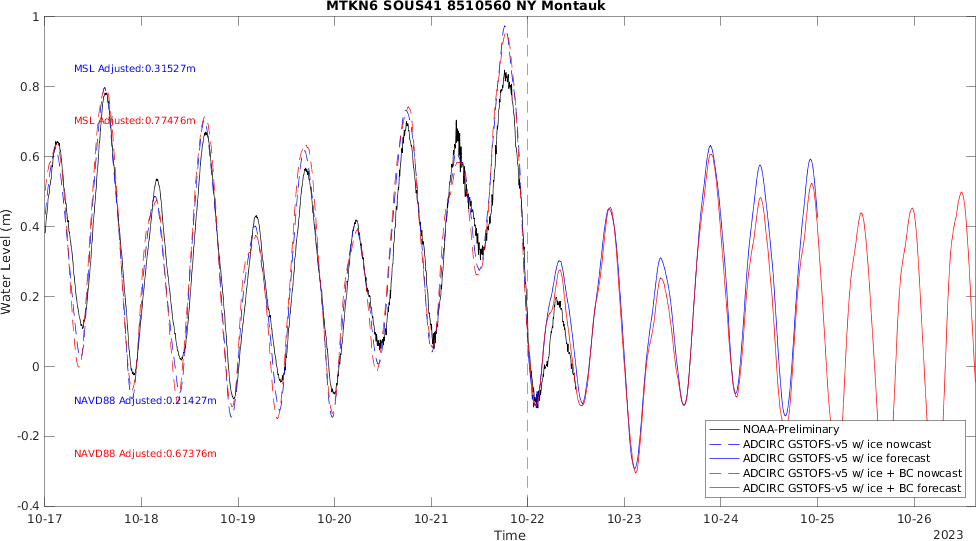 MTKN6 SOUS41 8510560 NY Montauk
1
0.8
0.6
0.4
0.2
0
-0.2
-0.4
Water Level (m)
MSL Adjusted:0.31527m
MSL Adjusted:0.77476m
NAVD88 Adjusted:0.21427m
NAVD88 Adjusted:0.67376m
NOAA-Preliminary
ADCIRC GSTOFS-v5 w/ ice nowcast
ADCIRC GSTOFS-v5 w/ ice forecast
ADCIRC GSTOFS-v5 w/ice + BC nowcast
ADCIRC GSTOFS-v5 w/ice + BC forecast
10-17 10-18 10-19 10-20 10-21 10-22 10-23 10-24 10-25 10-26
Time
2023